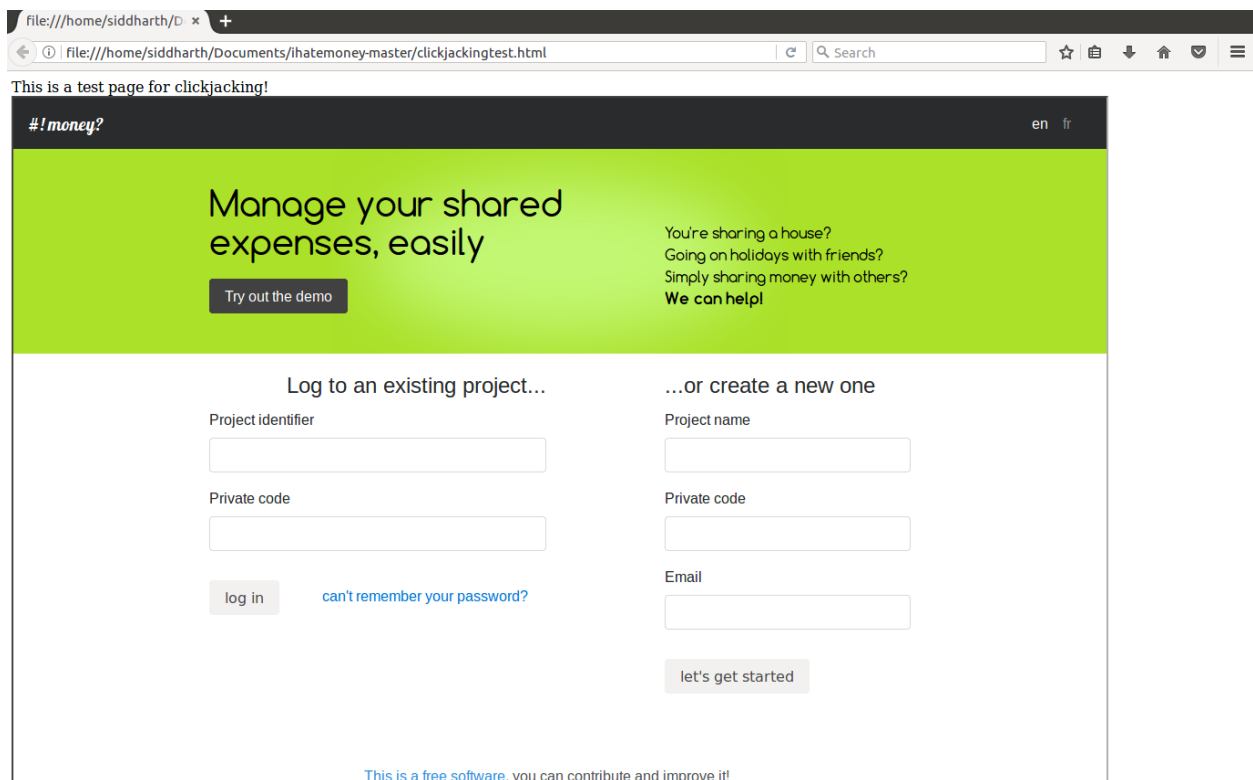 file:///home/siddharth/D
file:///home/siddharth/Documents/ihatemoney-master/clickjackingtest.html
Search
This is a test page for clickjacking!
#!money?
en fr
Manage your shared
expenses, easily
Try out the demo
You're sharing a house?
Going on holidays with friends?
Simply sharing money with others?
We can help!
Log to an existing project...
Project identifier
Private code
log in
can't remember your password?
...or create a new one
Project name
Private code
Email
let's get started
This is a free software, you can contribute and improve it!